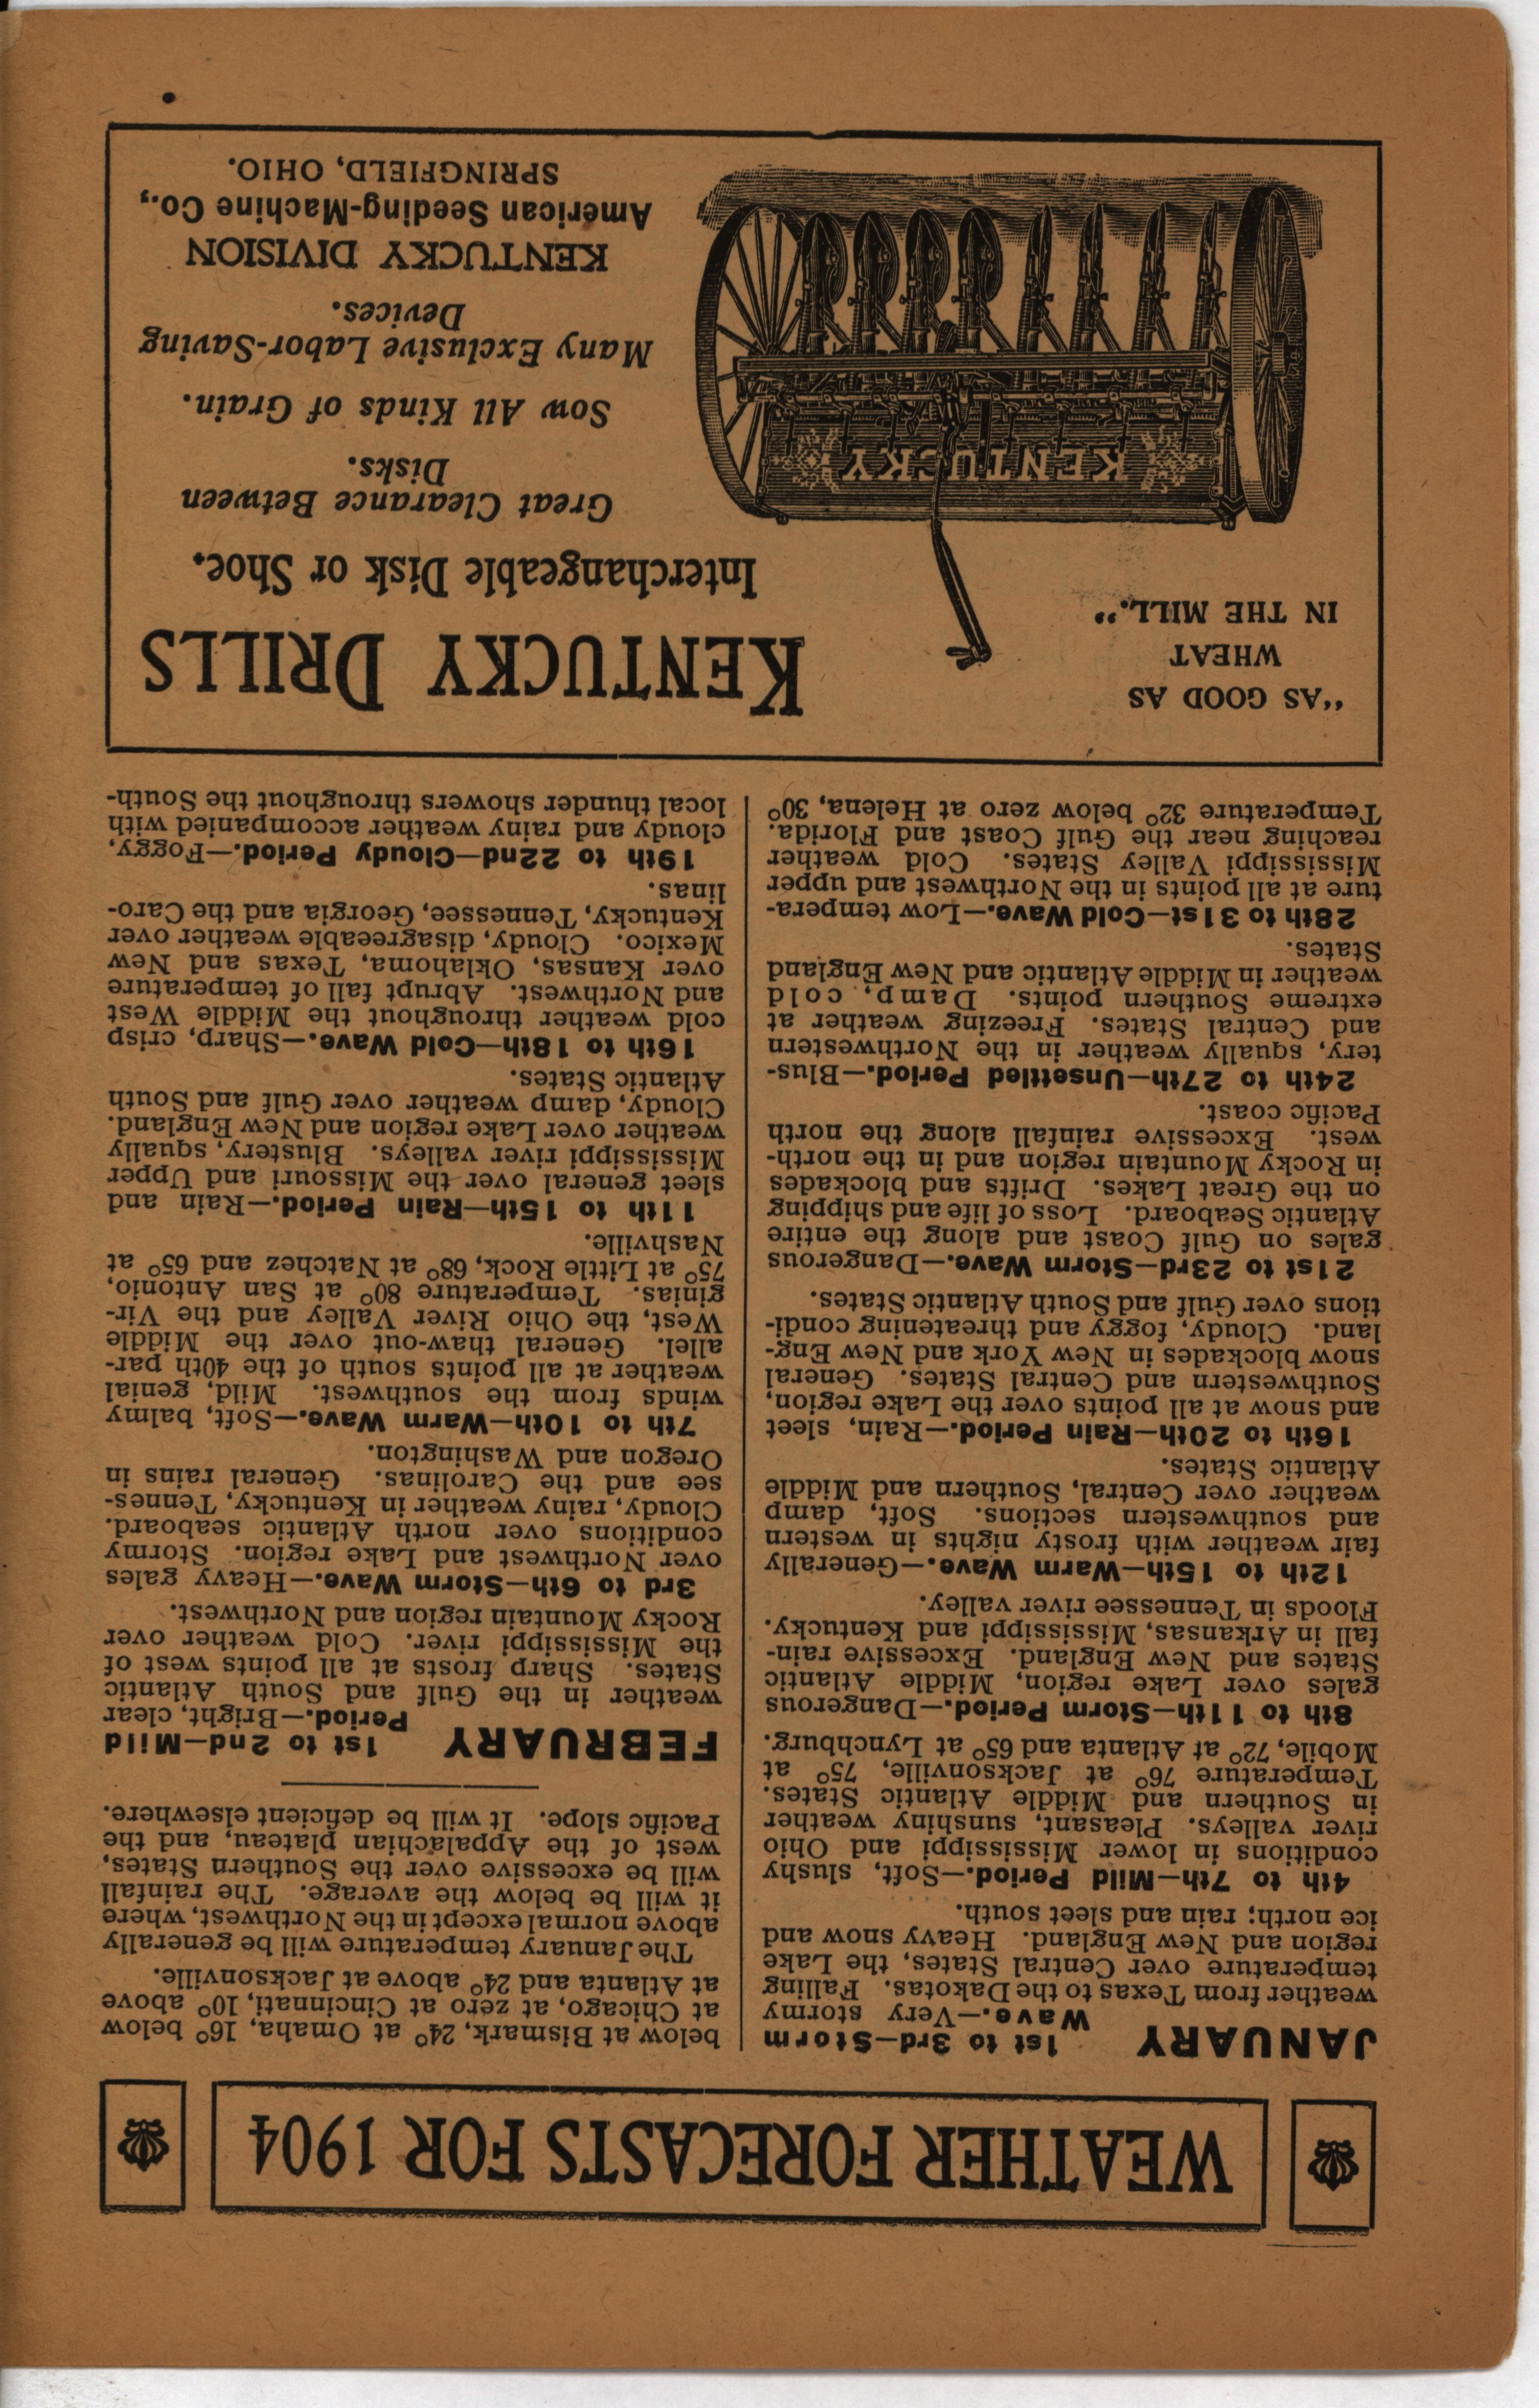 WEATHER FORECASTS FOR 1904
JANUARY 1st to 3rd—Storm
Wave.—Very stormy
weather from Texas to the Dakotas. Falling
temperature over Central States, the Lake
region and New England. Heavy snow and
ice north; rain and sleet south.
4th to 7th—Mild Period.—Soft, slushy
conditions in lower Mississippi and Ohio
river valleys. Pleasant, sunshiny weather
in Southern and Middle Atlantic States.
Temperature 76° at Jacksonville, 75° at
Mobile, 72° at Atlanta and 65° at Lynchburg.
8th to 11th—Storm Period.—Dangerous
gales over Lake region, Middle Atlantic
States and New England. Excessive rain-
fall in Arkansas, Mississippi and Kentucky.
Floods in Tennessee river valley.
12th to 15th—Warm Wave.—Generally
fair weather with frosty nights in western
and southwestern sections. Soft, damp
weather over Central, Southern and Middle
Atlantic States.
16th to 20th—Rain Period.—Rain, sleet
and snow at all points over the Lake region,
Southwestern and Central States. General
snow blockades in New York and New Eng-
land. Cloudy, foggy and threatening condi-
tions over Gulf and South Atlantic States.
21st to 23rd—Storm Wave.—Dangerous
gales on Gulf Coast and along the entire
Atlantic Seaboard. Loss of life and shipping
on the Great Lakes. Drifts and blockades
in Rocky Mountain region and in the north-
west. Excessive rainfall along the north
Pacific coast.
24th to 27th—Unsettled Period.—Blus-
tery, squally weather in the Northwestern
and Central States. Freezing weather at
extreme Southern points. Damp, cold
weather in Middle Atlantic and New England
States.
28th to 31st—Cold Wave.—Low tempera-
ture at all points in the Northwest and upper
Mississippi Valley States. Cold weather
reaching near the Gulf Coast and Florida.
Temperature 32° below zero at Helena, 30°
below at Bismark, 24° at Omaha, 16° below
at Chicago, at zero at Cincinnati, 10° above
at Atlanta and 24° above at Jacksonville.
The January temperature will be generally
above normal except in the Northwest, where
it will be below the average. The rainfall
will be excessive over the Southern States,
west of the Appalachian plateau, and the
Pacific slope. It will be deficient elsewhere.
FEBRUARY 1st to 2nd—Mild
Period.—Bright, clear
weather in the Gulf and South Atlantic
States. Sharp frosts at all points west of
the Mississippi river. Cold weather over
Rocky Mountain region and Northwest.
3rd to 6th—Storm Wave.—Heavy gales
over Northwest and Lake region. Stormy
conditions over north Atlantic seaboard.
Cloudy, rainy weather in Kentucky, Tennes-
see and the Carolinas. General rains in
Oregon and Washington.
7th to 10th—Warm Wave.—Soft, balmy
winds from the southwest. Mild, genial
weather at all points south of the 40th par-
allel. General thaw-out over the Middle
West, the Ohio River Valley and the Vir-
ginias. Temperature 80° at San Antonio,
75° at Little Rock, 68° at Natchez and 65° at
Nashville.
11th to 15th—Rain Period.—Rain and
sleet general over the Missouri and Upper
Mississippi river valleys. Blustery, squally
weather over Lake region and New England.
Cloudy, damp weather over Gulf and South
Atlantic States.
16th to 18th—Cold Wave.—Sharp, crisp
cold weather throughout the Middle West
and Northwest. Abrupt fall of temperature
over Kansas, Oklahoma, Texas and New
Mexico. Cloudy, disagreeable weather over
Kentucky, Tennessee, Georgia and the Caro-
linas.
19th to 22nd—Cloudy Period.—Foggy,
cloudy and rainy weather accompanied with
local thunder showers throughout the South-
"AS GOOD AS
WHEAT
IN THE MILL."
KENTUCKY
KENTUCKY DRILLS
Interchangeable Disk or Shoe.
Great Clearance Between
Disks.
Sow All Kinds of Grain.
Many Exclusive Labor-Saving
Devices.
KENTUCKY DIVISION
American Seeding-Machine Co.,
SPRINGFIELD, OHIO.